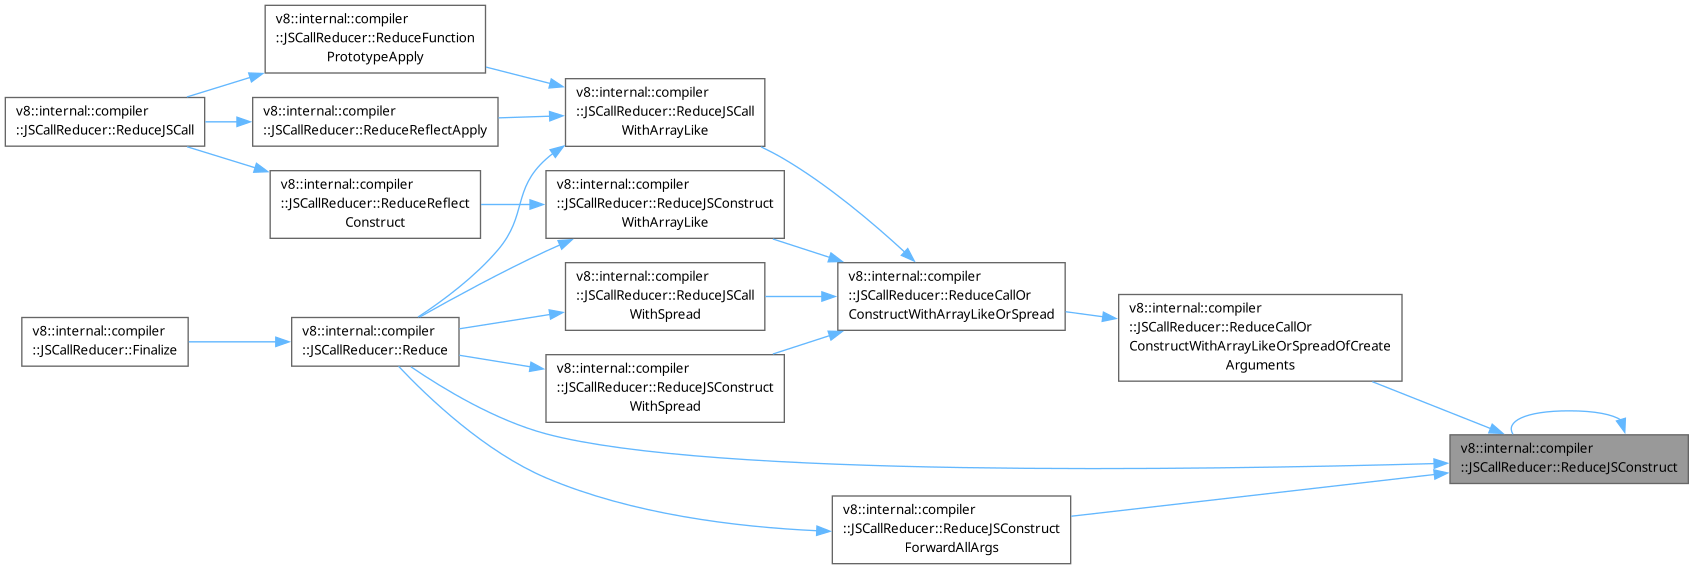 v8::internal::compiler
::JSCallReducer::ReduceFunction
PrototypeApply
v8::internal::compiler
::JSCallReducer::ReduceJSCall
v8::internal::compiler
::JSCallReducer::ReduceReflectApply
v8::internal::compiler
::JSCallReducer::ReduceReflect
Construct
v8::internal::compiler
::JSCallReducer::ReduceJSCall
WithArrayLike
v8::internal::compiler
::JSCallReducer::ReduceJSConstruct
WithArrayLike
v8::internal::compiler
::JSCallReducer::ReduceJSCall
WithSpread
v8::internal::compiler
::JSCallReducer::ReduceJSConstruct
WithSpread
v8::internal::compiler
::JSCallReducer::Finalize
v8::internal::compiler
::JSCallReducer::Reduce
v8::internal::compiler
::JSCallReducer::ReduceCallOr
ConstructWithArrayLikeOrSpread
v8::internal::compiler
::JSCallReducer::ReduceCallOr
ConstructWithArrayLikeOrSpreadOfCreate
Arguments
v8::internal::compiler
::JSCallReducer::ReduceJSConstruct
v8::internal::compiler
::JSCallReducer::ReduceJSConstruct
ForwardAllArgs